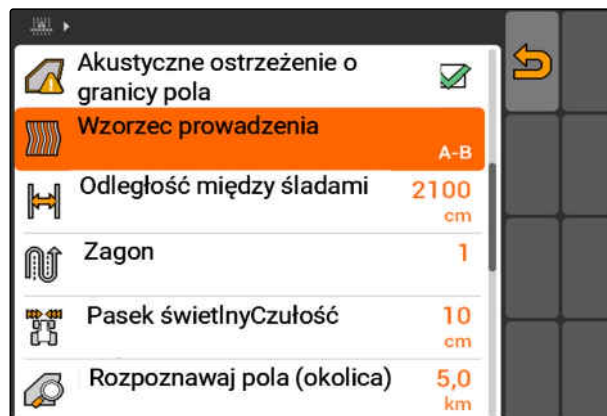 Akustyczne ostrzeżenie o
granicy pola
Wzorzec prowadzenia
A-B
Odległość między śladami
2100
cm
Zagon
1
Pasek świetlnyCzułość
10
cm
Rozpoznawaj pola (okolica)
5,0
km